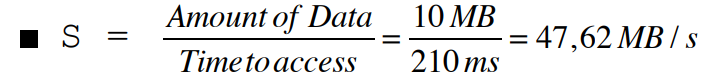 ■ S = Amount of Data / Time to access = 10 MB / 210 ms = 47,62 MB / s